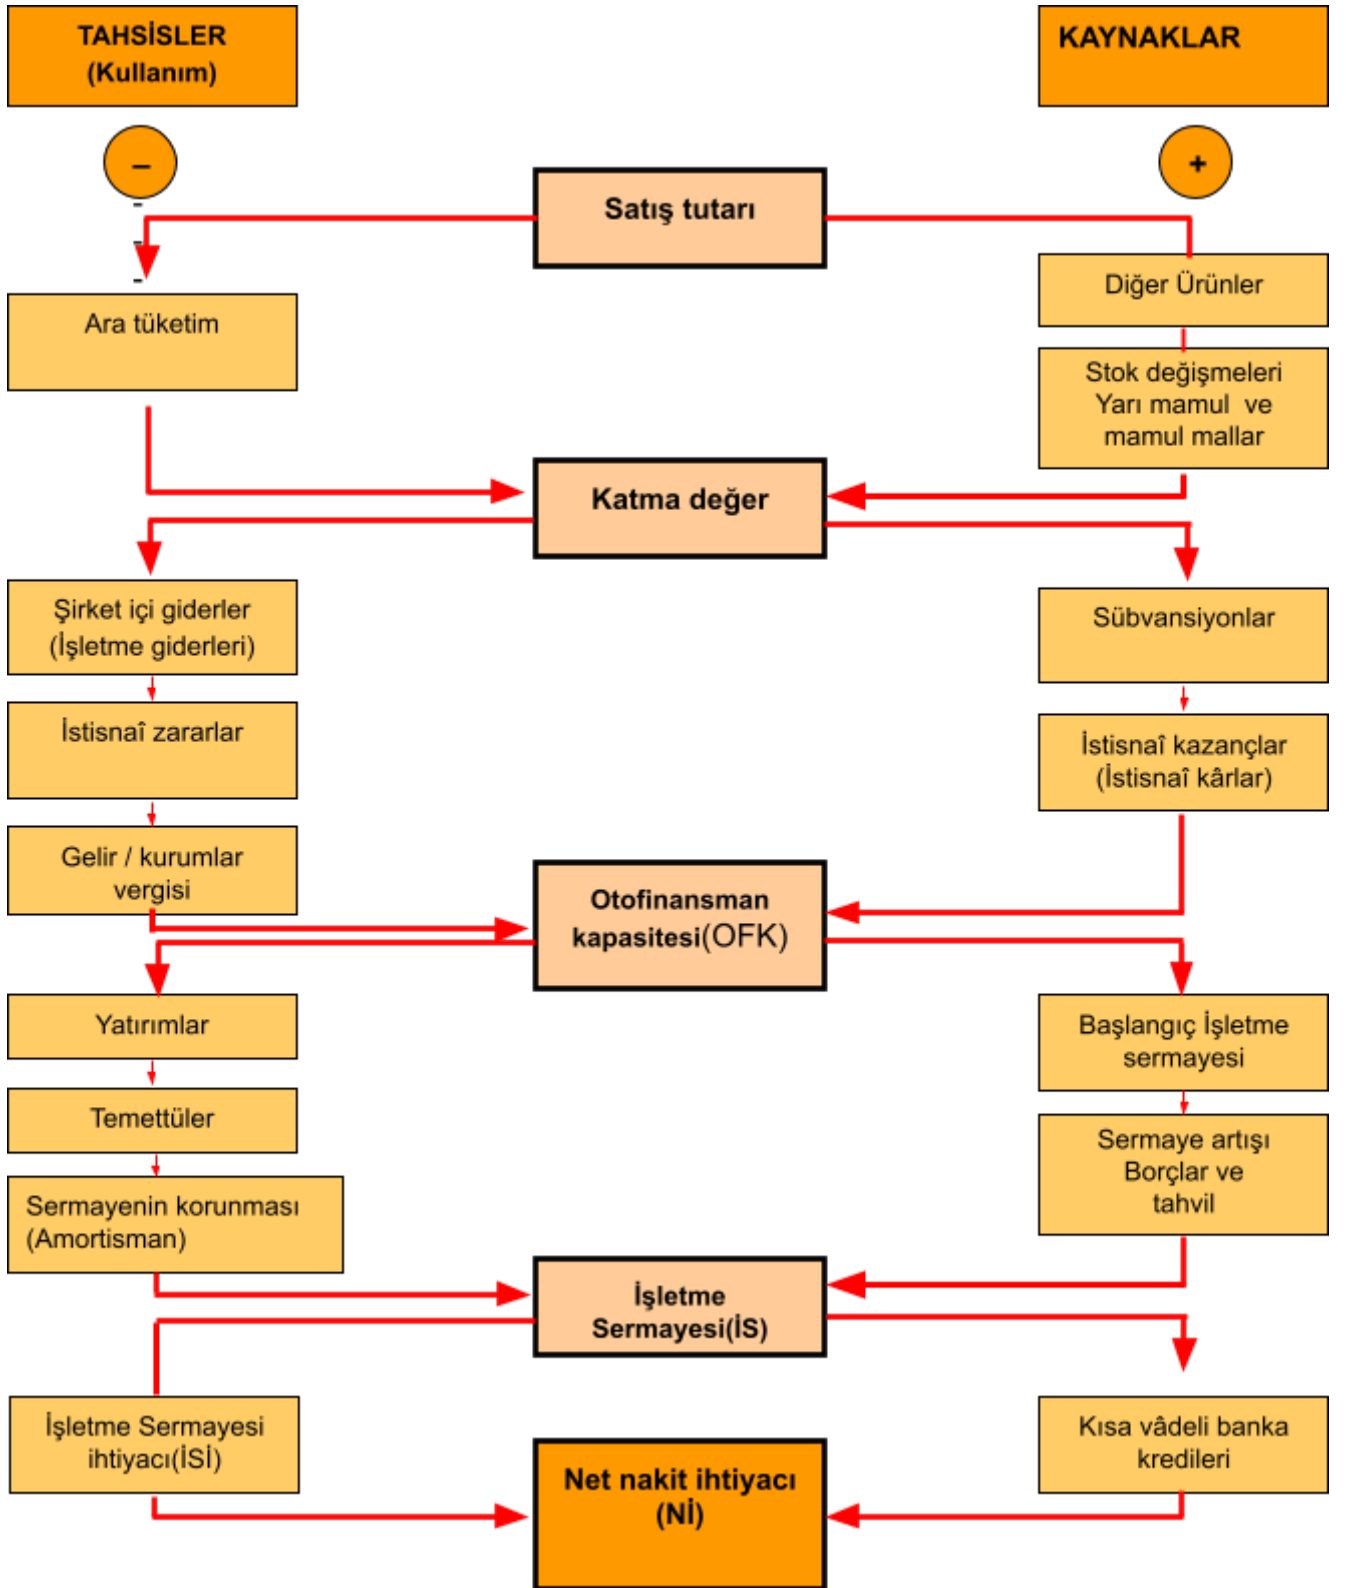 TAHSİSLER
(Kullanım)
KAYNAKLAR
–
+
-
-
-
Satış tutarı
Diğer Ürünler
Ara tüketim
Stok değişmeleri
Yarı mamul ve
mamul mallar
Katma değer
Şirket içi giderler
(İşletme giderleri)
Sübvansiyonlar
İstisnaî zararlar
İstisnaî kazançlar
(İstisnaî kârlar)
Gelir / kurumlar
vergisi
Otofinansman
kapasitesi(OFK)
Yatırımlar
Başlangıç İşletme
sermayesi
Temettüler
Sermaye artışı
Borçlar ve
tahvil
Sermayenin korunması
(Amortisman)
İşletme
Sermayesi(İS)
İşletme Sermayesi
ihtiyacı(İSİ)
Kısa vâdeli banka
kredileri
Net nakit ihtiyacı
(Nİ)